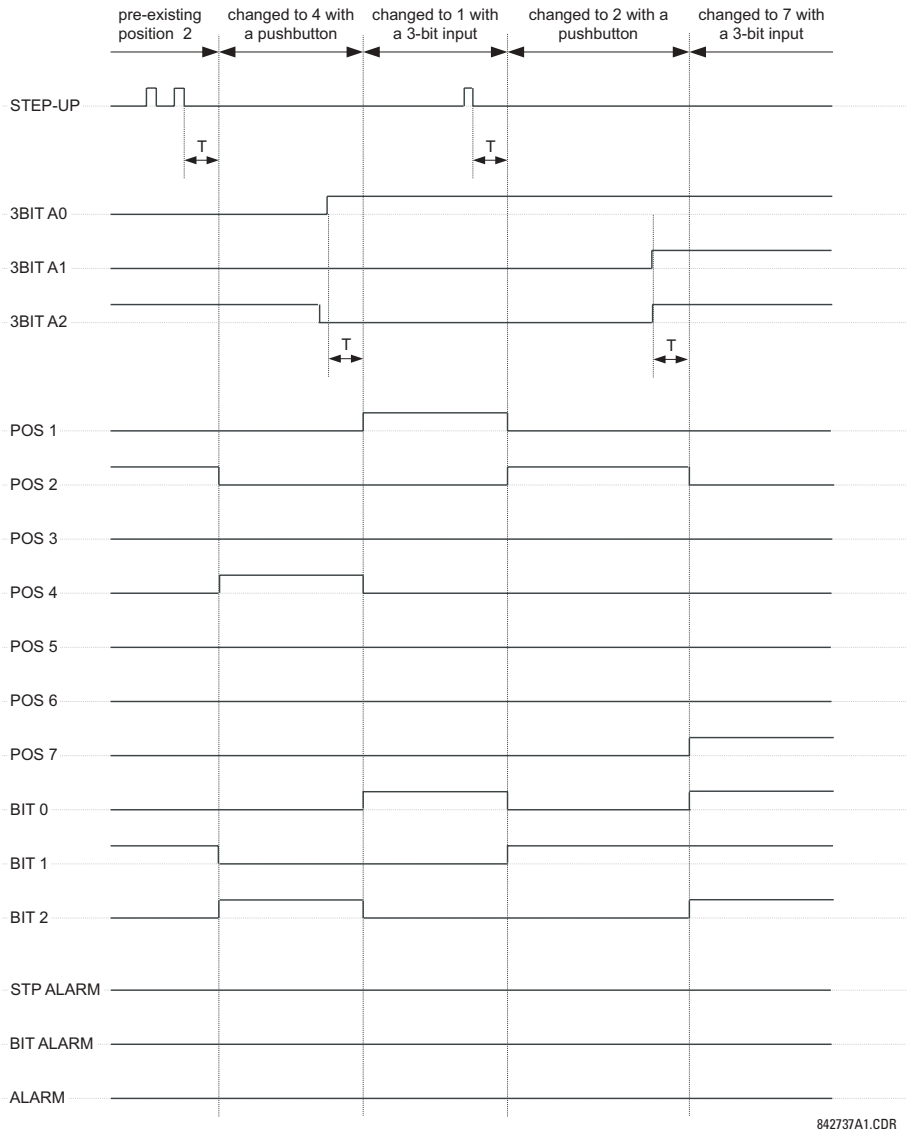 pre-existing
position 2
changed to 4 with
a pushbutton
changed to 1 with
a 3-bit input
changed to 2 with a
pushbutton
changed to 7 with
a 3-bit input
STEP-UP
T
T
3BIT A0
3BIT A1
3BIT A2
T
T
POS 1
POS 2
POS 3
POS 4
POS 5
POS 6
POS 7
BIT 0
BIT 1
BIT 2
STP ALARM
BIT ALARM
ALARM
842737A1.CDR